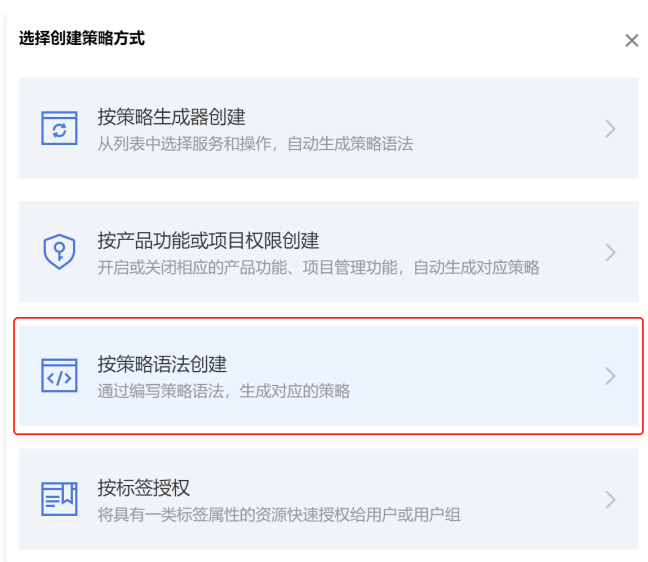 选择创建策略方式
按策略生成器创建
从列表中选择服务和操作，自动生成策略语法
按产品功能或项目权限创建
开启或关闭相应的产品功能、项目管理功能，自动生成对应策略
按策略语法创建
通过编写策略语法，生成对应的策略
按标签授权
将具有一类标签属性的资源快速授权给用户或用户组